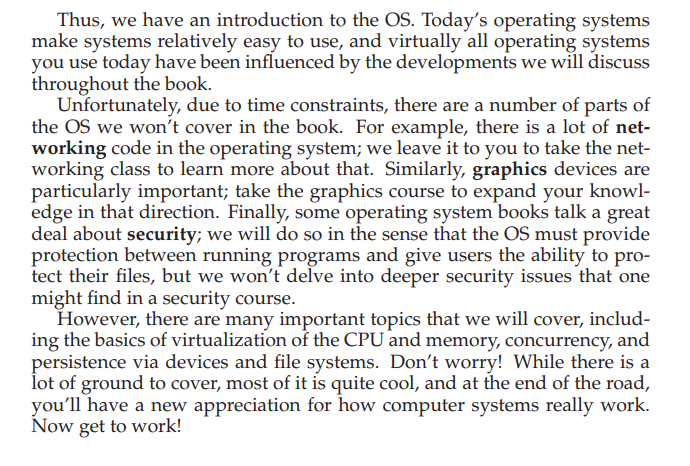 Thus, we have an introduction to the OS. Today's operating systems
make systems relatively easy to use, and virtually all operating systems
you use today have been influenced by the developments we will discuss
throughout the book.
Unfortunately, due to time constraints, there are a number of parts of
the OS we won't cover in the book. For example, there is a lot of net-
working code in the operating system; we leave it to you to take the net-
working class to learn more about that. Similarly, graphics devices are
particularly important; take the graphics course to expand your knowl-
edge in that direction. Finally, some operating system books talk a great
deal about security; we will do so in the sense that the OS must provide
protection between running programs and give users the ability to pro-
tect their files, but we won't delve into deeper security issues that one
might find in a security course.
However, there are many important topics that we will cover, includ-
ing the basics of virtualization of the CPU and memory, concurrency, and
persistence via devices and file systems. Don't worry! While there is a
lot of ground to cover, most of it is quite cool, and at the end of the road,
you'll have a new appreciation for how computer systems really work.
Now get to work!